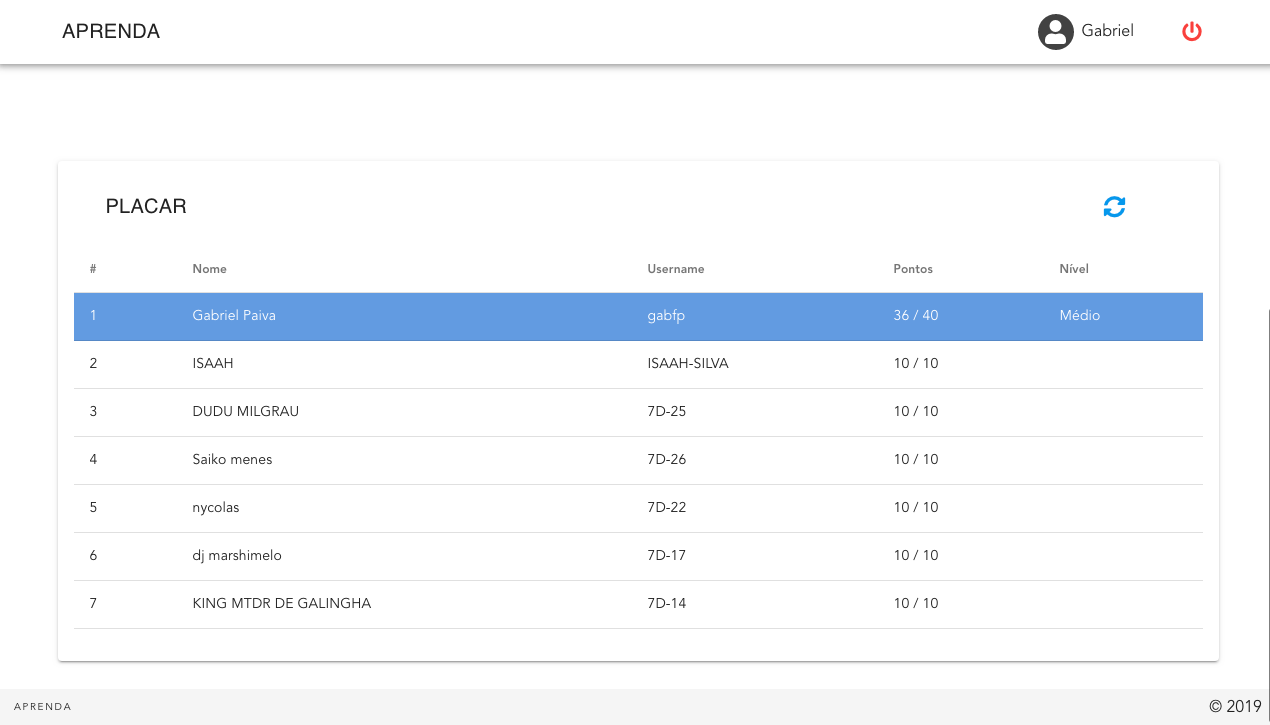 APRENDA Gabriel
PLACAR
# Nome Username Pontos Nível
1 Gabriel Paiva gabfp 36 / 40 Médio
2 ISAAH ISAAH-SILVA 10 / 10
3 DUDU MILGRAU 7D-25 10 / 10
4 Saiko menes 7D-26 10 / 10
5 nycolas 7D-22 10 / 10
6 dj marshimelo 7D-17 10 / 10
7 KING MTDR DE GALINGHA 7D-14 10 / 10
APRENDA © 2019